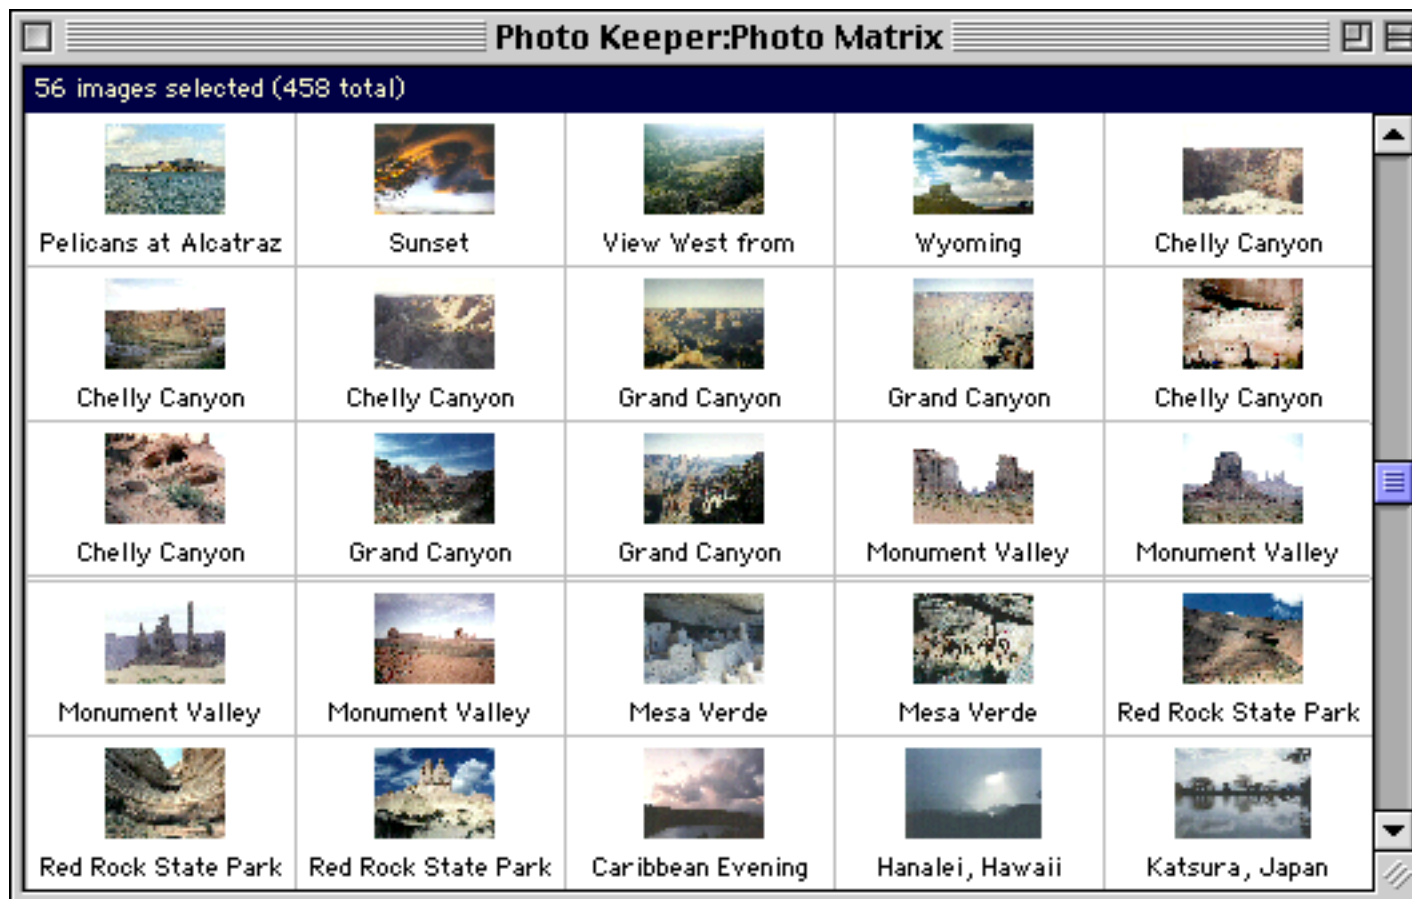 Photo Keeper:Photo Matrix
56 images selected (458 total)
Pelicans at Alcatraz
Sunset
View West from
Wyoming
Chelly Canyon
Chelly Canyon
Chelly Canyon
Grand Canyon
Grand Canyon
Chelly Canyon
Chelly Canyon
Grand Canyon
Grand Canyon
Monument Valley
Monument Valley
Monument Valley
Monument Valley
Mesa Verde
Mesa Verde
Red Rock State Park
Red Rock State Park
Red Rock State Park
Caribbean Evening
Hanalei, Hawaii
Katsura, Japan